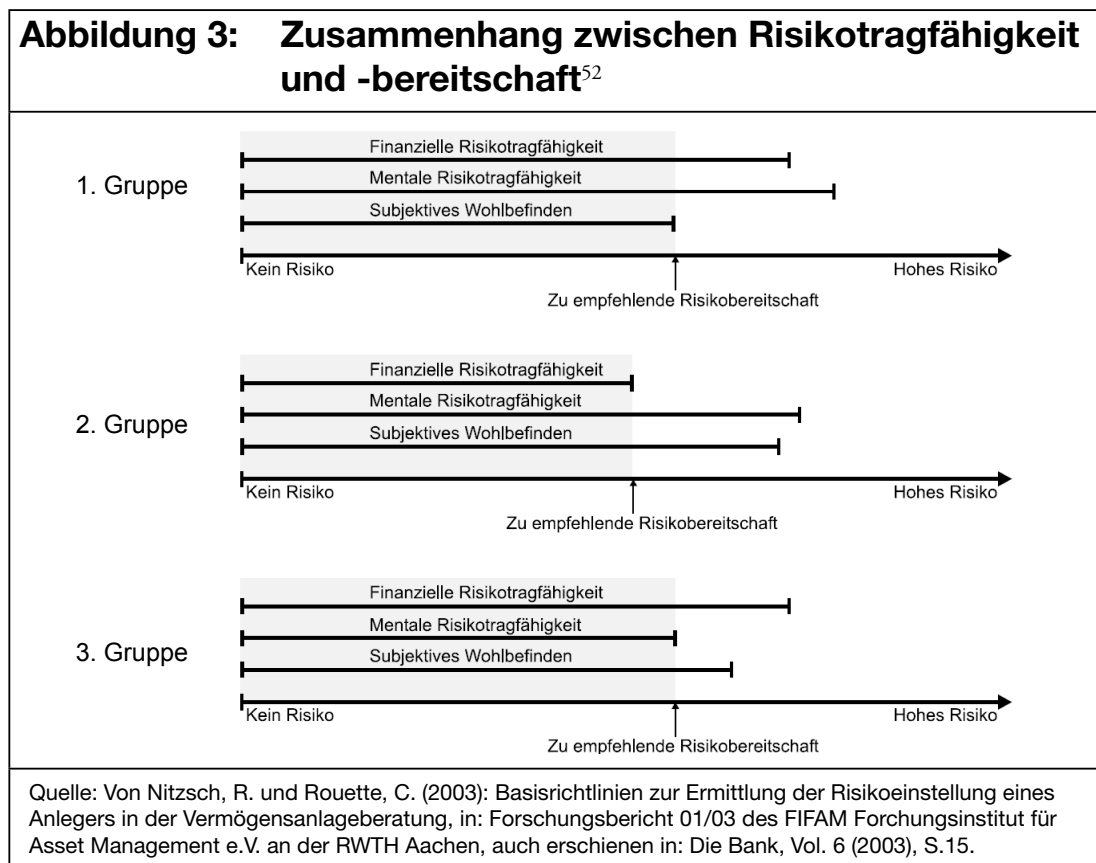 Abbildung 3: Zusammenhang zwischen Risikotragfähigkeit
und -bereitschaft52
1. Gruppe
Finanzielle Risikotragfähigkeit
Mentale Risikotragfähigkeit
Subjektives Wohlbefinden
Kein Risiko Hohes Risiko
Zu empfehlende Risikobereitschaft
2. Gruppe
Finanzielle Risikotragfähigkeit
Mentale Risikotragfähigkeit
Subjektives Wohlbefinden
Kein Risiko Hohes Risiko
Zu empfehlende Risikobereitschaft
3. Gruppe
Finanzielle Risikotragfähigkeit
Mentale Risikotragfähigkeit
Subjektives Wohlbefinden
Kein Risiko Hohes Risiko
Zu empfehlende Risikobereitschaft
Quelle: Von Nitzsch, R. und Rouette, C. (2003): Basisrichtlinien zur Ermittlung der Risikoeinstellung eines
Anlegers in der Vermögensanlageberatung, in: Forschungsbericht 01/03 des FIFAM Forchungsinstitut für
Asset Management e.V. an der RWTH Aachen, auch erschienen in: Die Bank, Vol. 6 (2003), S.15.